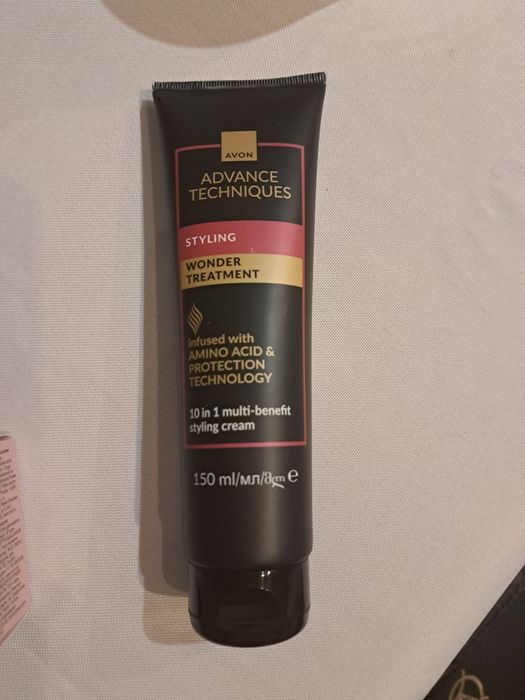 AVON
ADVANCE
TECHNIQUES
STYLING
WONDER
TREATMENT
Infused with
AMINO ACID &
PROTECTION
TECHNOLOGY
10 in 1 multi-benefit
styling cream
150 ml/мл/მლ e